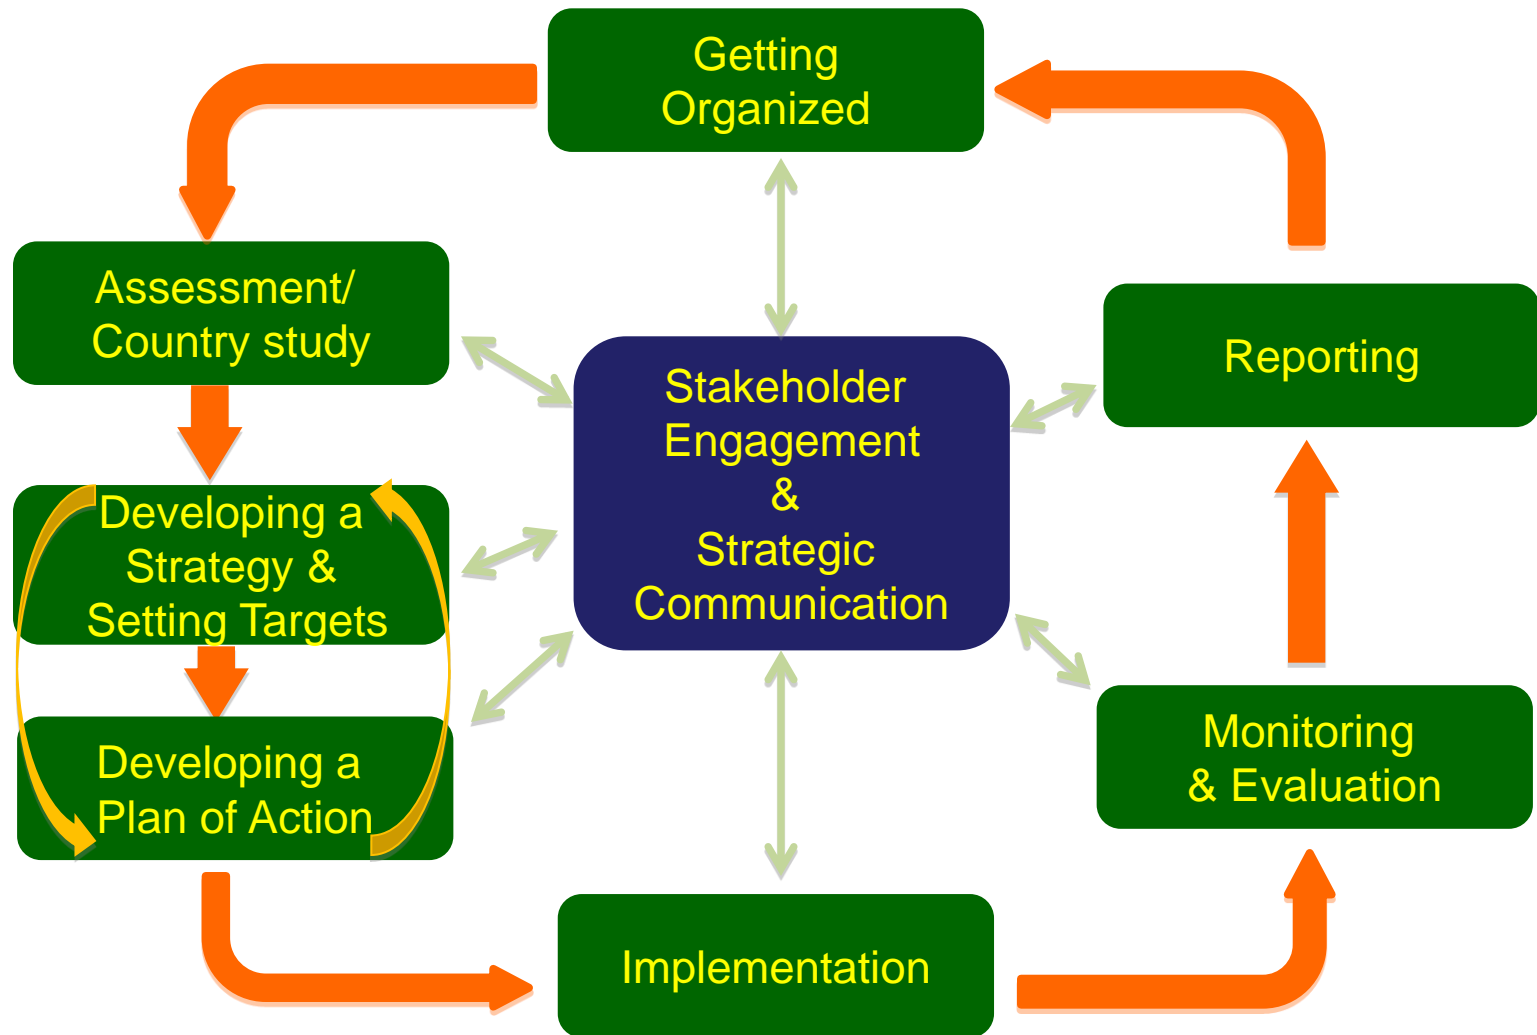 Getting
Organized
Assessment/
Country study
Developing a
Strategy &
Setting Targets
Developing a
Plan of Action
Implementation
Monitoring
& Evaluation
Reporting
Stakeholder
Engagement
&
Strategic
Communication